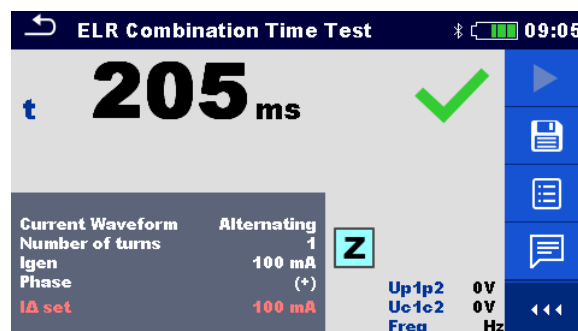 ELR Combination Time Test 09:05
t 205 ms
Current Waveform Alternating
Number of turns 1
Igen 100 mA
Phase (+)
IΔ set 100 mA
Z
Up1p2 0V
Uc1c2 0V
Freq Hz